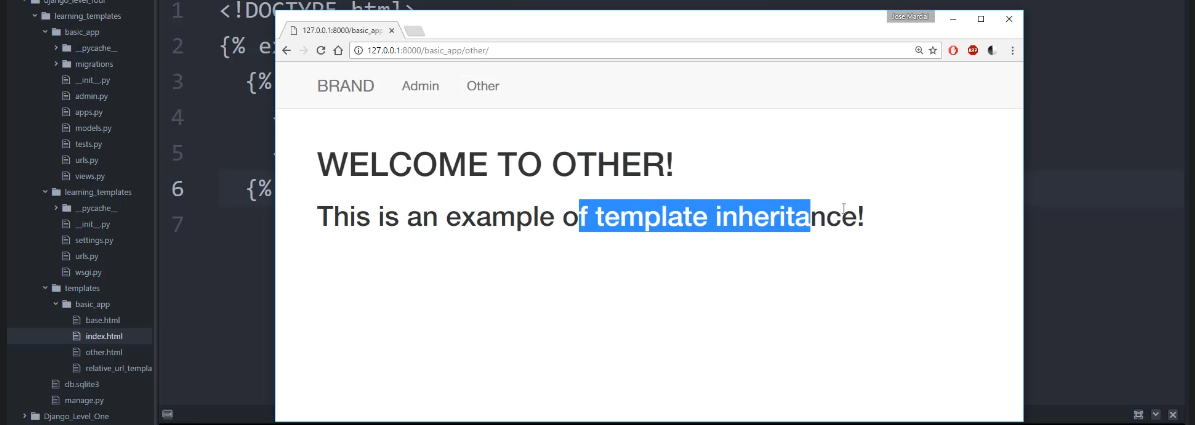 django_level_four
learning_templates
basic_app
__pycache__
migrations
__init__.py
admin.py
apps.py
models.py
tests.py
urls.py
views.py
learning_templates
__pycache__
__init__.py
settings.py
urls.py
wsgi.py
templates
basic_app
base.html
index.html
other.html
relative_url_templa
db.sqlite3
manage.py
Django_Level_One
1 <!DOCTYPE html>
2 {% ex
3 {%
4 <
5 <
6 {%
7
Jose Marcial
127.0.0.1:8000/basic_app
127.0.0.1:8000/basic_app/other/
ABP
BRAND Admin Other
WELCOME TO OTHER!
This is an example of template inheritance!